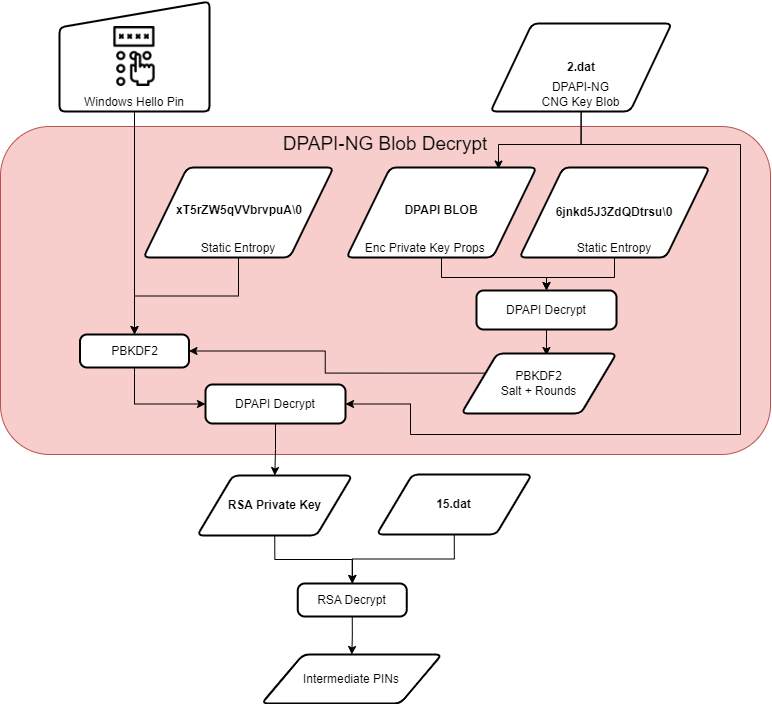 ****
Windows Hello Pin
2.dat
DPAPI-NG
CNG Key Blob
DPAPI-NG Blob Decrypt
xT5rZW5qVVbrvpuA\0
Static Entropy
DPAPI BLOB
Enc Private Key Props
6jnkd5J3ZdQDtrsu\0
Static Entropy
DPAPI Decrypt
PBKDF2
PBKDF2
Salt + Rounds
DPAPI Decrypt
RSA Private Key
15.dat
RSA Decrypt
Intermediate PINs